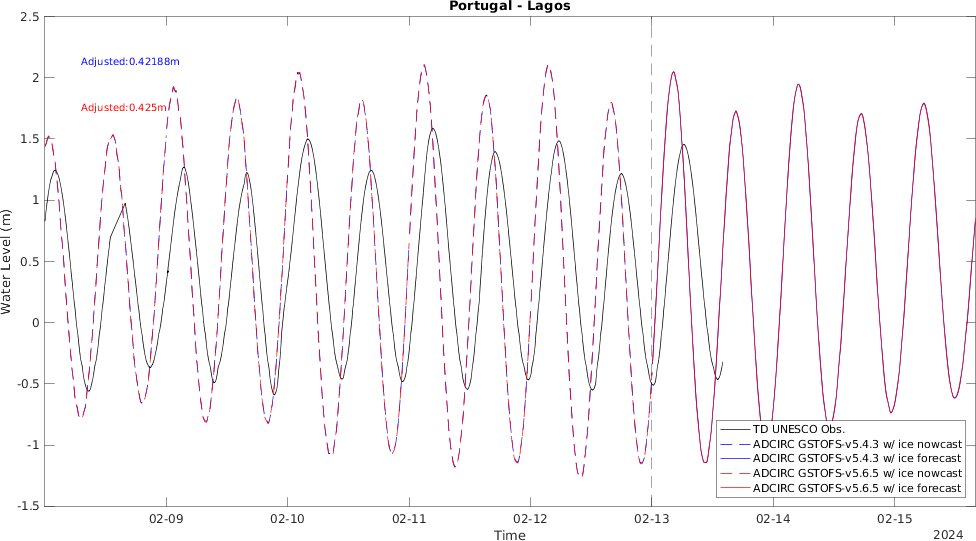 Portugal - Lagos
2.5
2
1.5
1
0.5
0
-0.5
-1
-1.5
Water Level (m)
Adjusted:0.42188m
Adjusted:0.425m
TD UNESCO Obs.
ADCIRC GSTOFS-v5.4.3 w/ ice nowcast
ADCIRC GSTOFS-v5.4.3 w/ ice forecast
ADCIRC GSTOFS-v5.6.5 w/ ice nowcast
ADCIRC GSTOFS-v5.6.5 w/ ice forecast
02-09 02-10 02-11 02-12 02-13 02-14 02-15
Time
2024